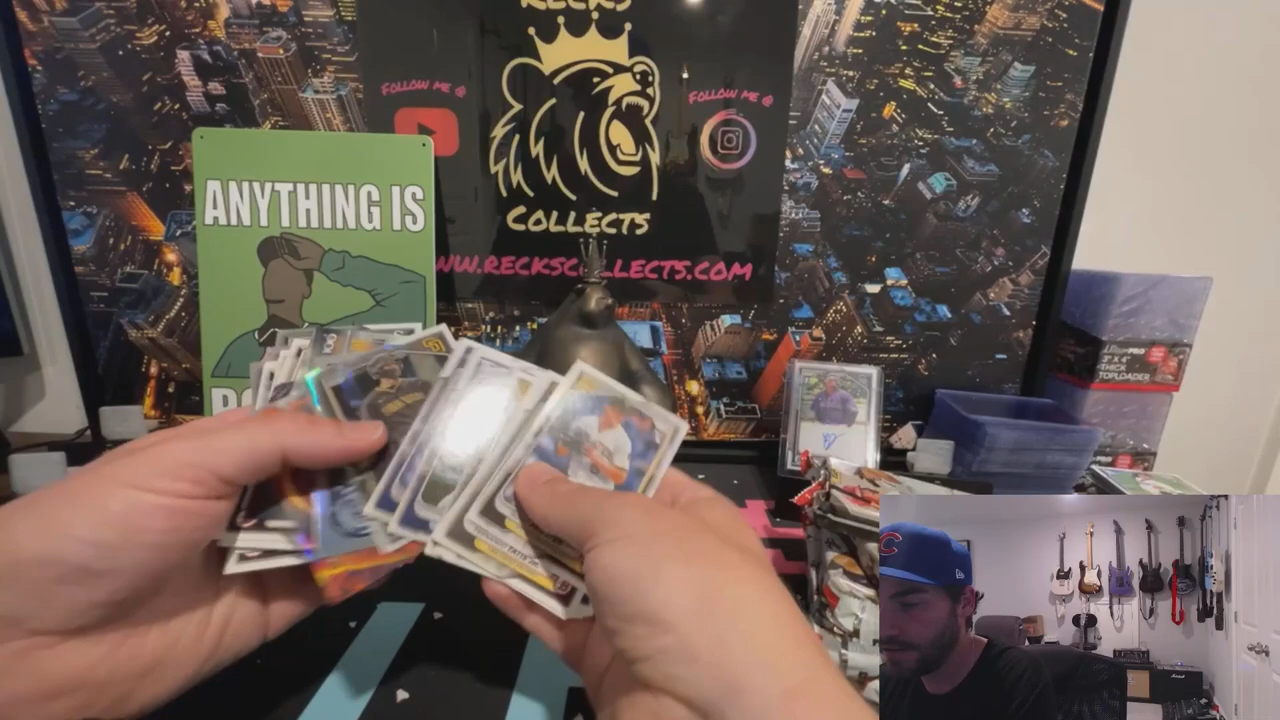 RECKS
FOLLOW ME @
FOLLOW ME @
COLLECTS
WWW.RECKSCOLLECTS.COM
ANYTHING IS
3" X 4"
THICK
TOPLOADER
C